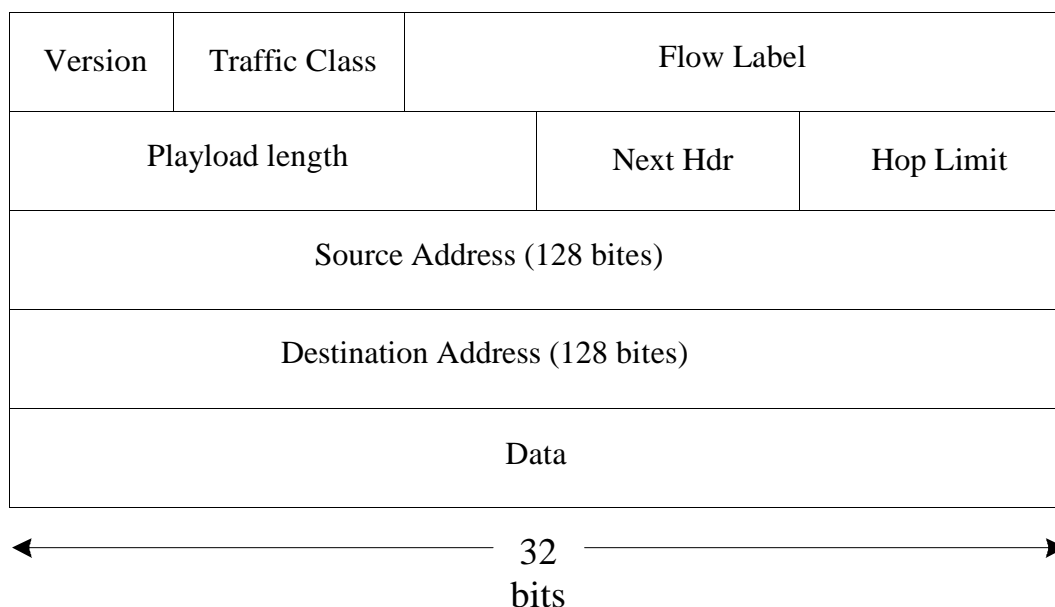 Version Traffic Class Flow Label
Playload length Next Hdr Hop Limit
Source Address (128 bites)
Destination Address (128 bites)
Data
32
bits